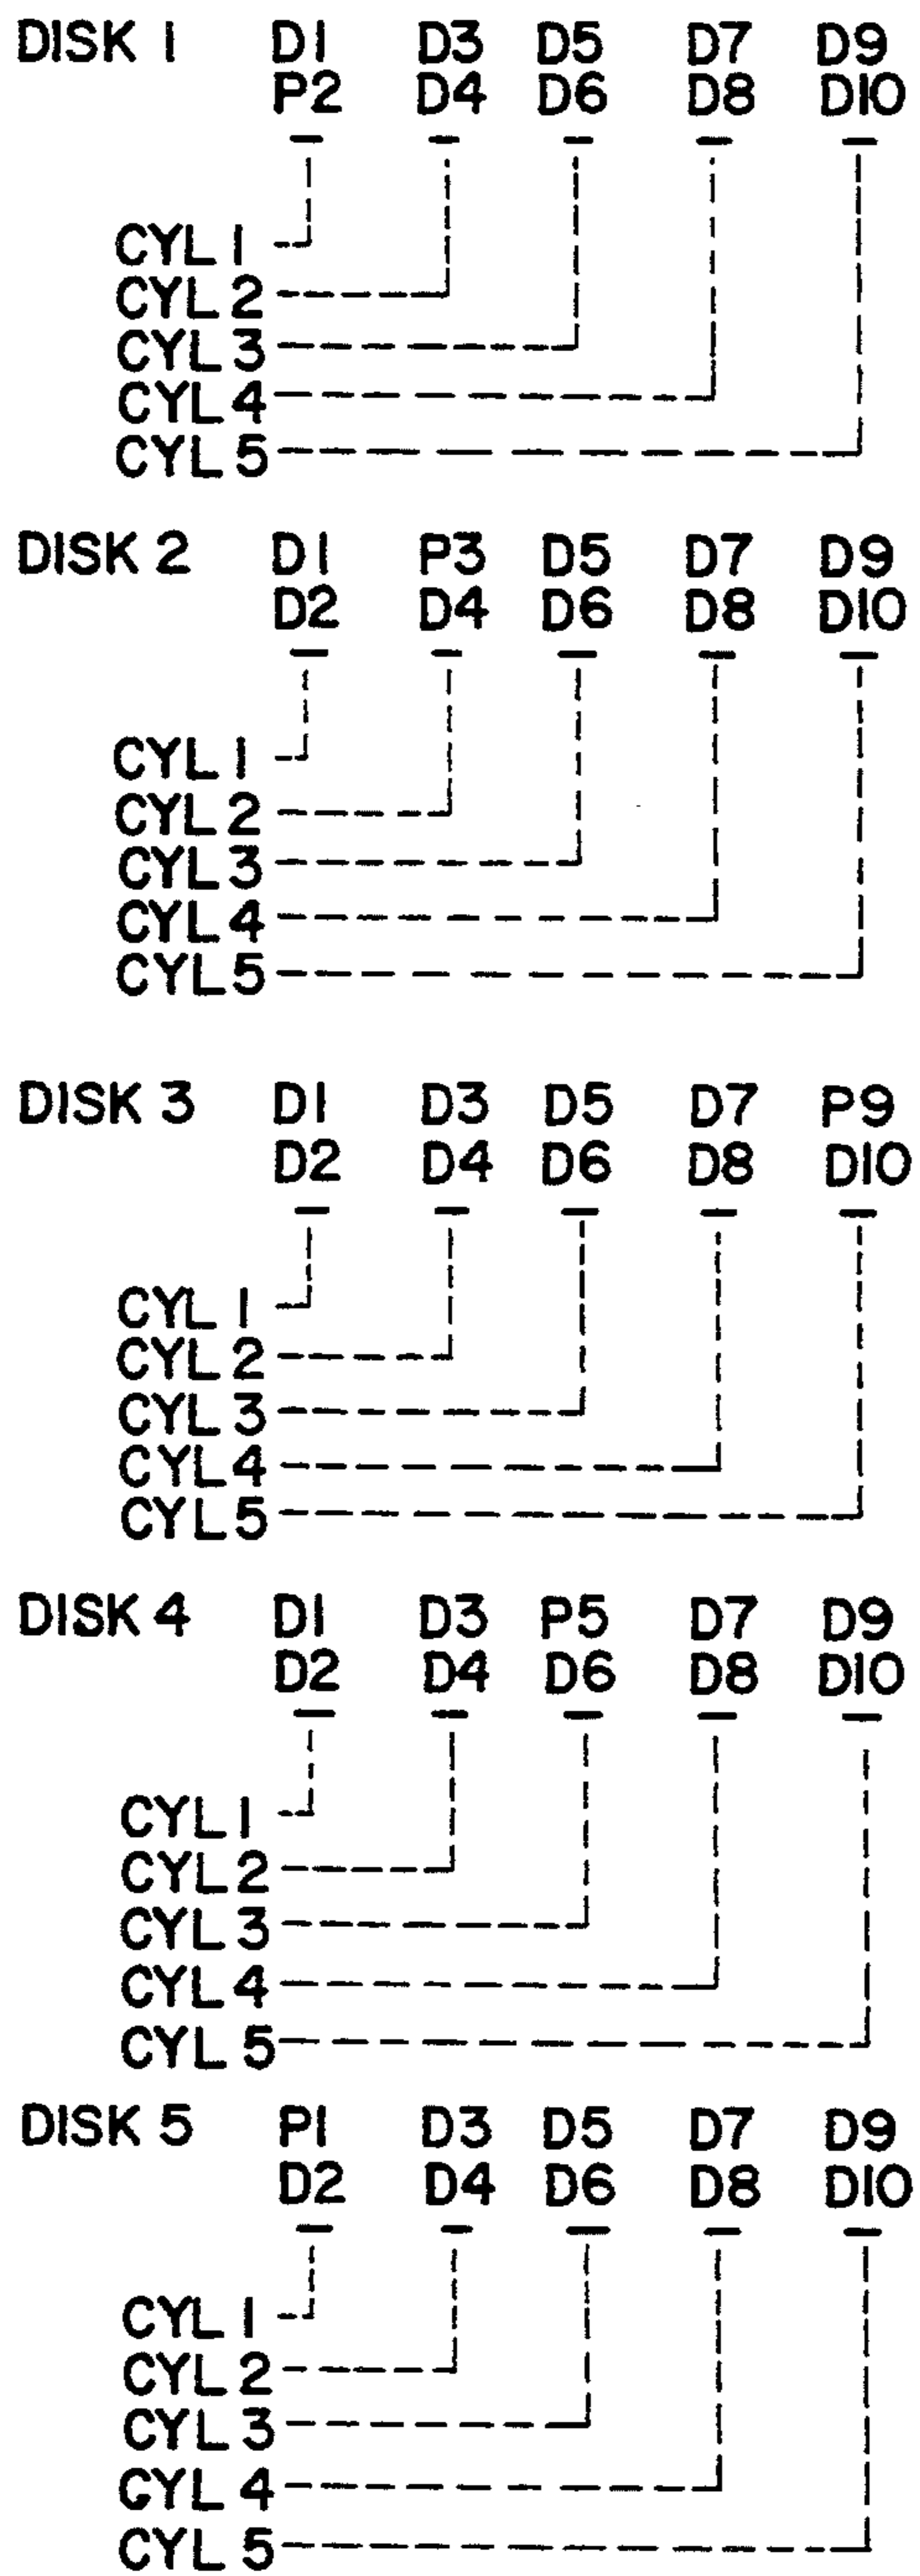 DISK 1 D1 D3 D5 D7 D9
P2 D4 D6 D8 D10
CYL 1
CYL 2
CYL 3
CYL 4
CYL 5
DISK 2 D1 P3 D5 D7 D9
D2 D4 D6 D8 D10
CYL 1
CYL 2
CYL 3
CYL 4
CYL 5
DISK 3 D1 D3 D5 D7 P9
D2 D4 D6 D8 D10
CYL 1
CYL 2
CYL 3
CYL 4
CYL 5
DISK 4 D1 D3 P5 D7 D9
D2 D4 D6 D8 D10
CYL 1
CYL 2
CYL 3
CYL 4
CYL 5
DISK 5 P1 D3 D5 D7 D9
D2 D4 D6 D8 D10
CYL 1
CYL 2
CYL 3
CYL 4
CYL 5